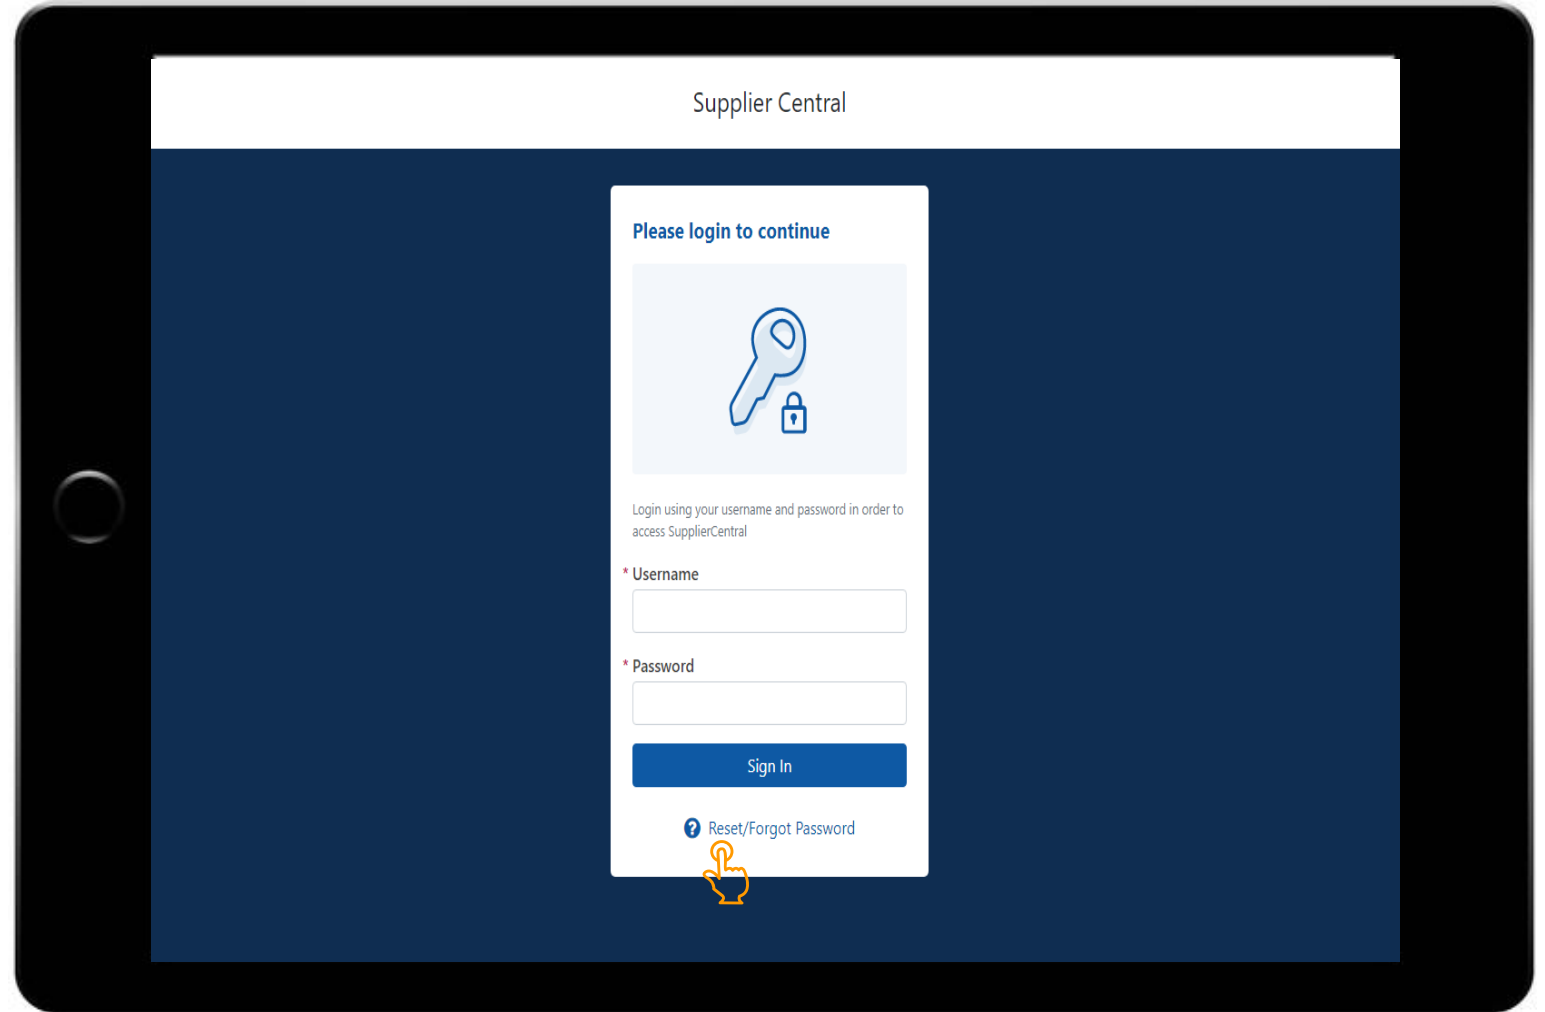 Supplier Central
Please login to continue
Login using your username and password in order to
access SupplierCentral
* Username
* Password
Sign In
? Reset/Forgot Password